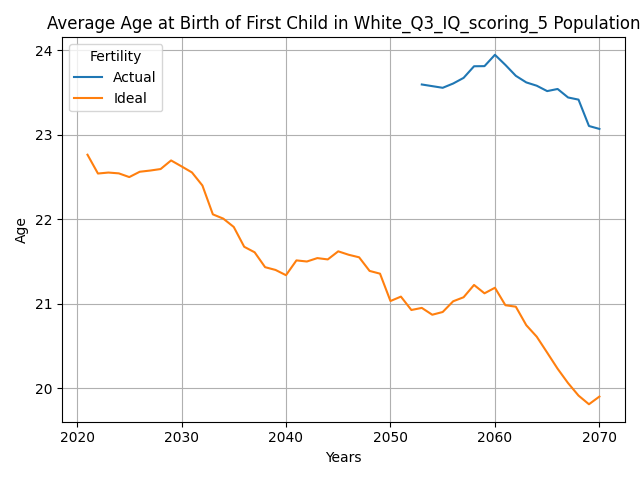 Average Age at Birth of First Child in White_Q3_IQ_scoring_5 Population
Fertility
Actual
Ideal
24
23
22
21
20
Age
2020 2030 2040 2050 2060 2070
Years